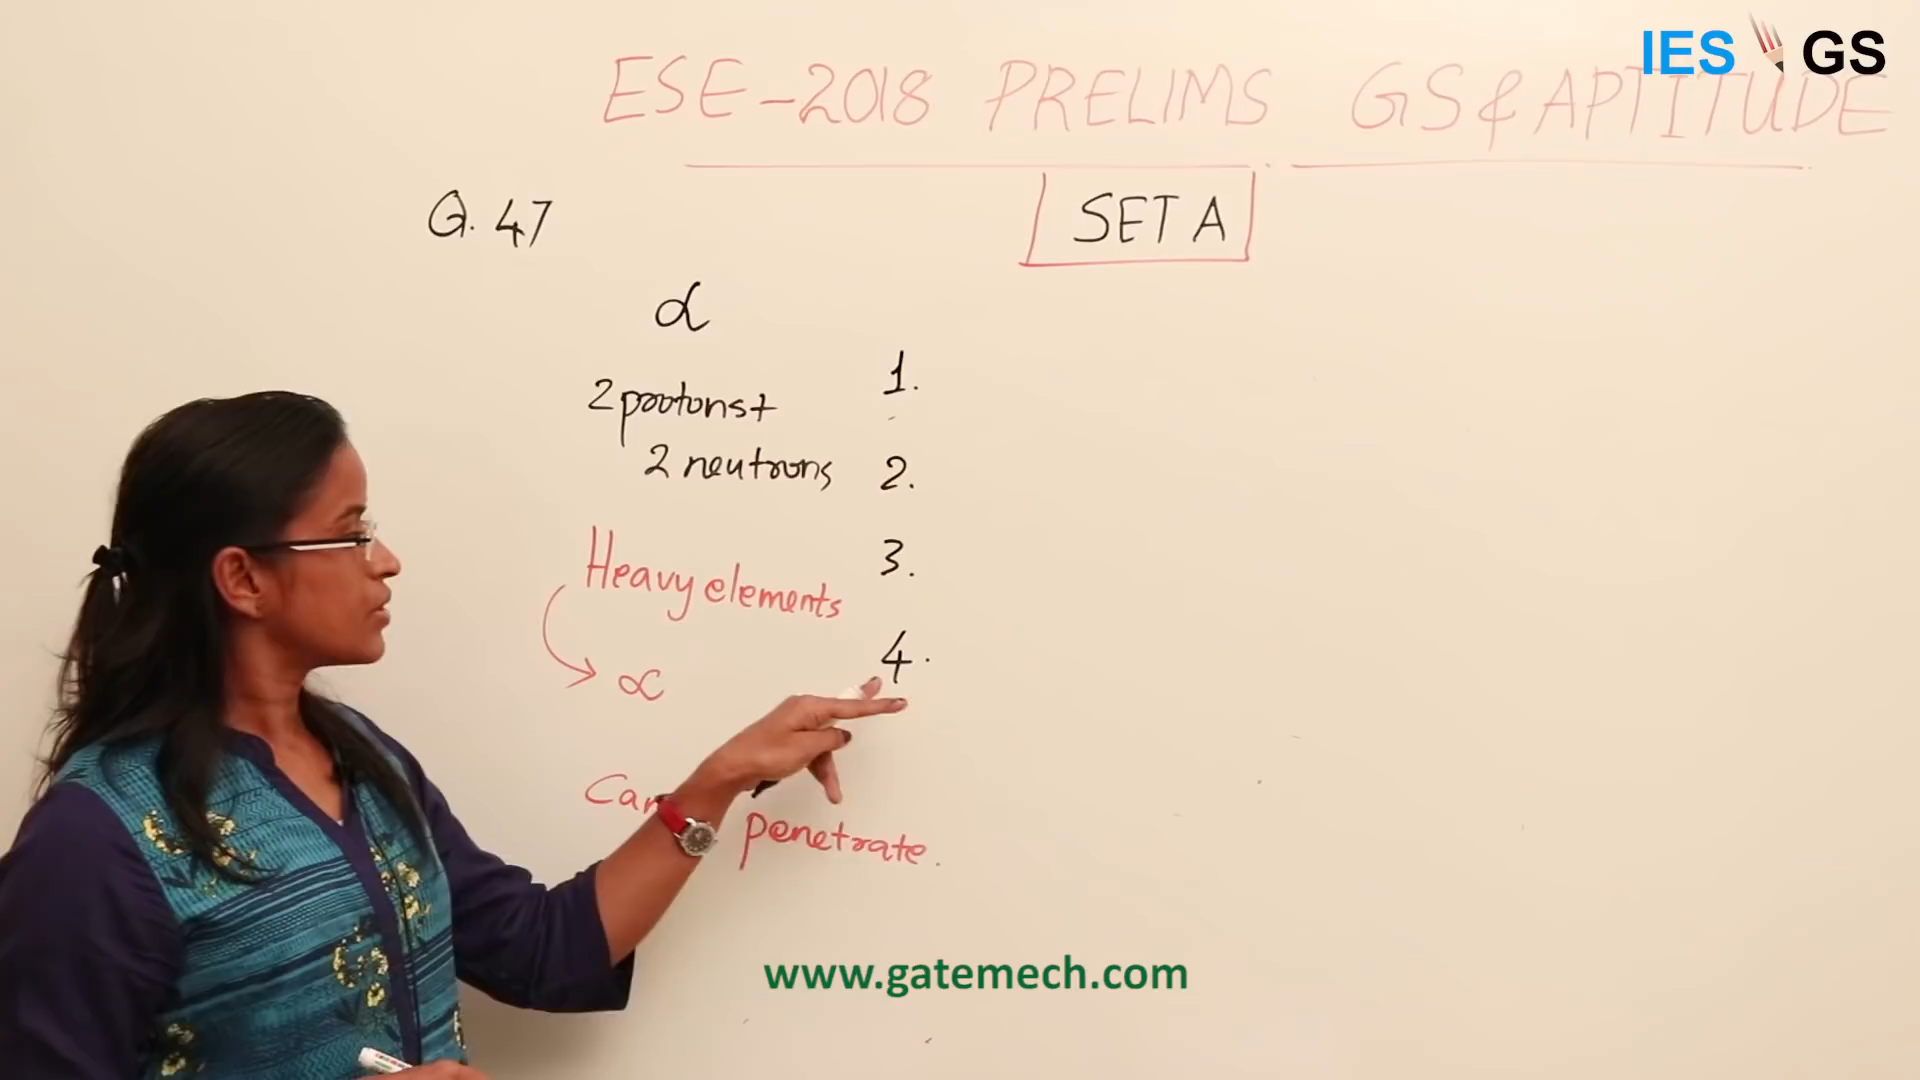 IES GS
ESE-2018 PRELIMS GS & APTITUDE
SET A
Q. 47
α
2 protons +
2 neutrons
Heavy elements
α
penetrate.
1.
2.
3.
4.
www.gatemech.com